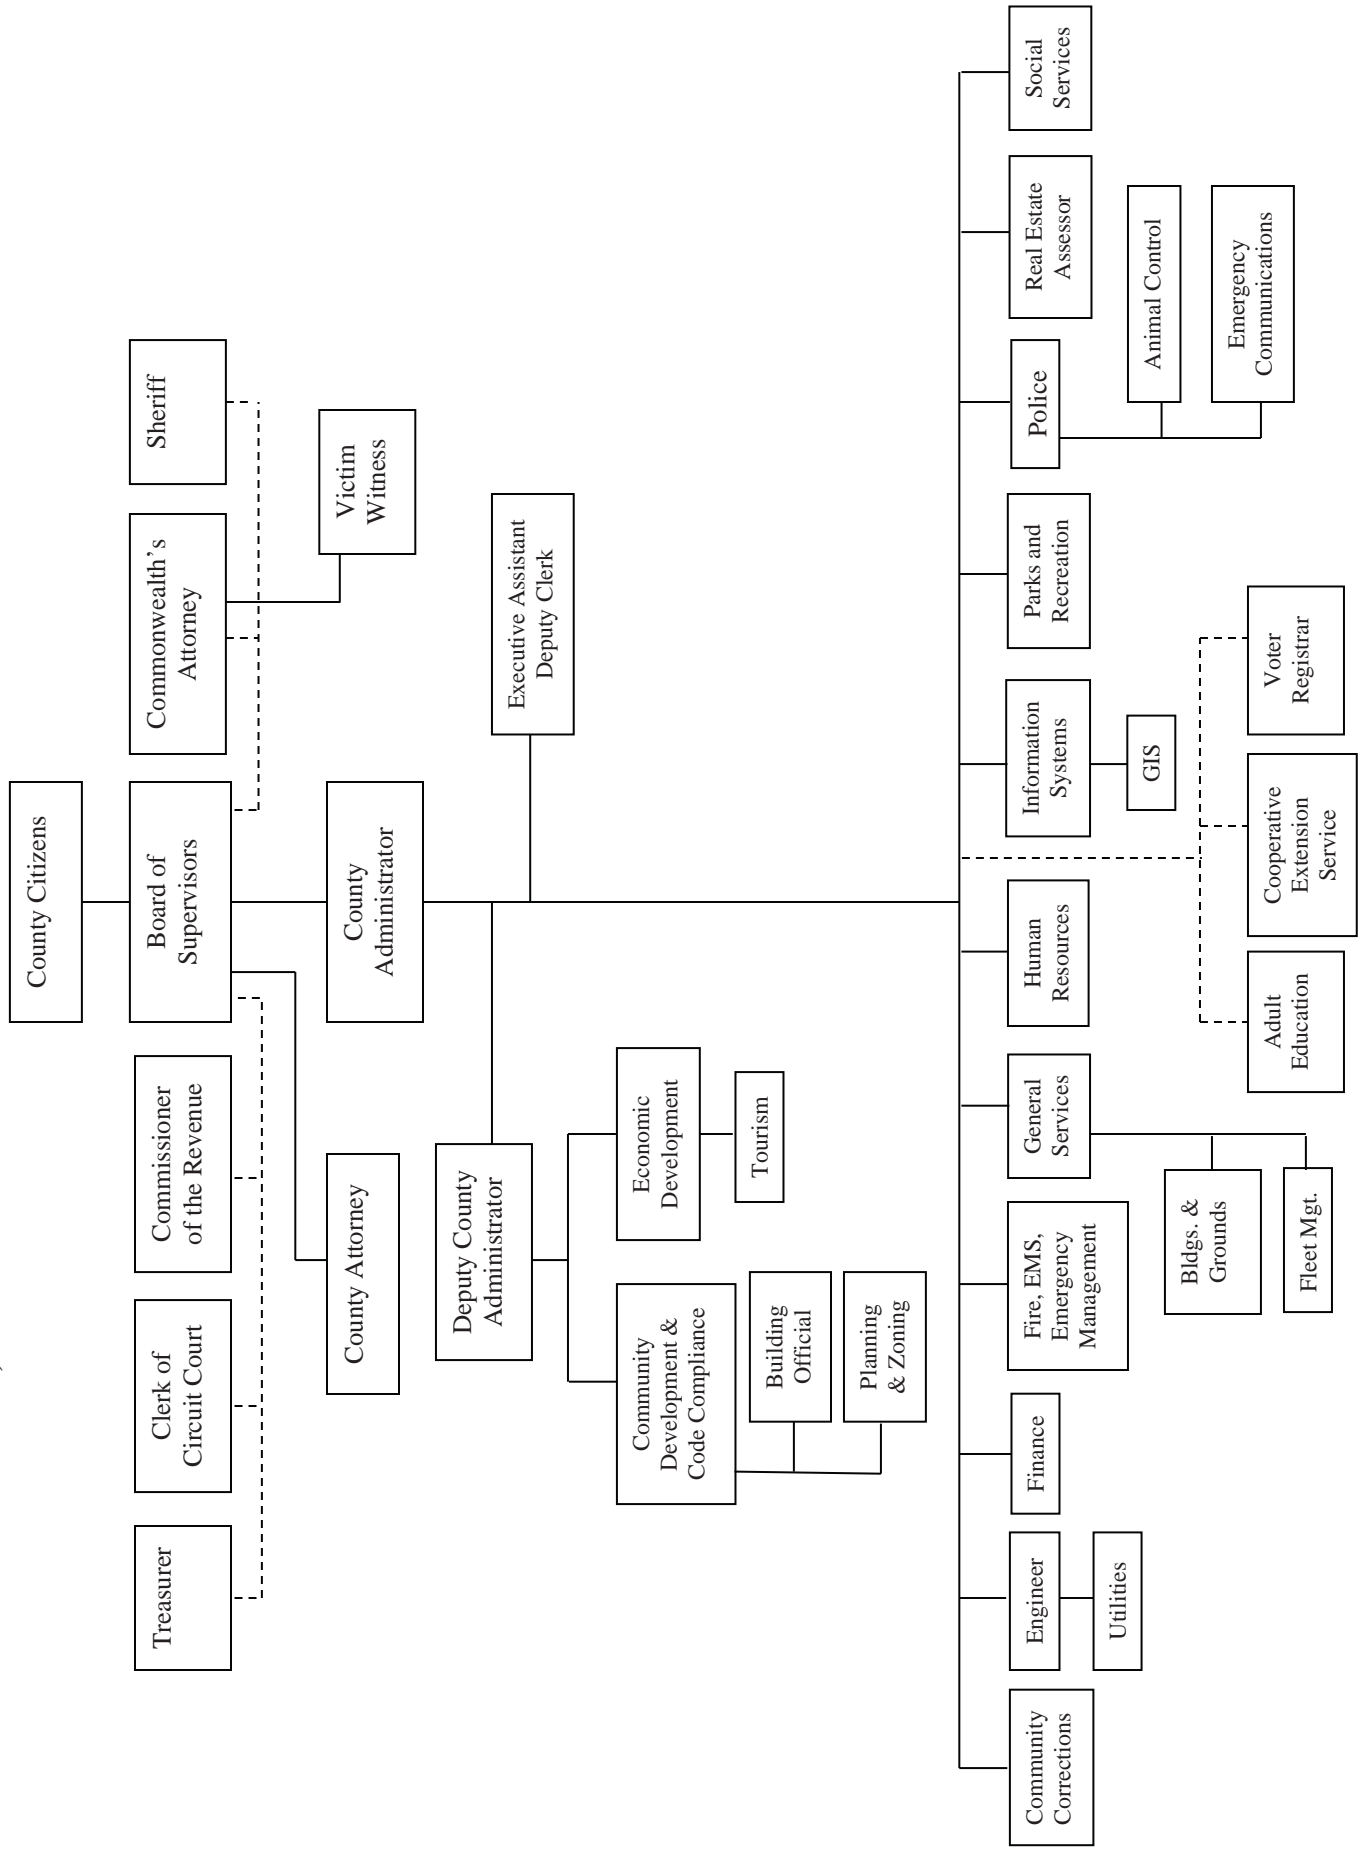 County Citizens
Treasurer
Clerk of
Circuit Court
Commissioner
of the Revenue
Board of
Supervisors
Commonwealth's
Attorney
Sheriff
County Attorney
County
Administrator
Victim
Witness
Deputy County
Administrator
Executive Assistant
Deputy Clerk
Community
Development &
Code Compliance
Economic
Development
Building
Official
Tourism
Planning
& Zoning
Community
Corrections
Engineer
Finance
Fire, EMS,
Emergency
Management
General
Services
Human
Resources
Information
Systems
Parks and
Recreation
Police
Real Estate
Assessor
Social
Services
Utilities
Bldgs. &
Grounds
Fleet Mgt.
GIS
Animal Control
Emergency
Communications
Adult
Education
Cooperative
Extension
Service
Voter
Registrar